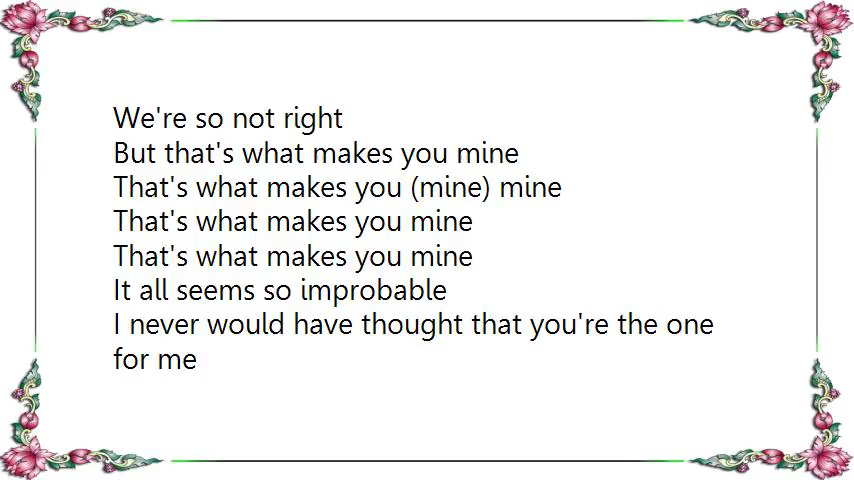 We're so not right
But that's what makes you mine
That's what makes you (mine) mine
That's what makes you mine
That's what makes you mine
It all seems so improbable
I never would have thought that you're the one
for me